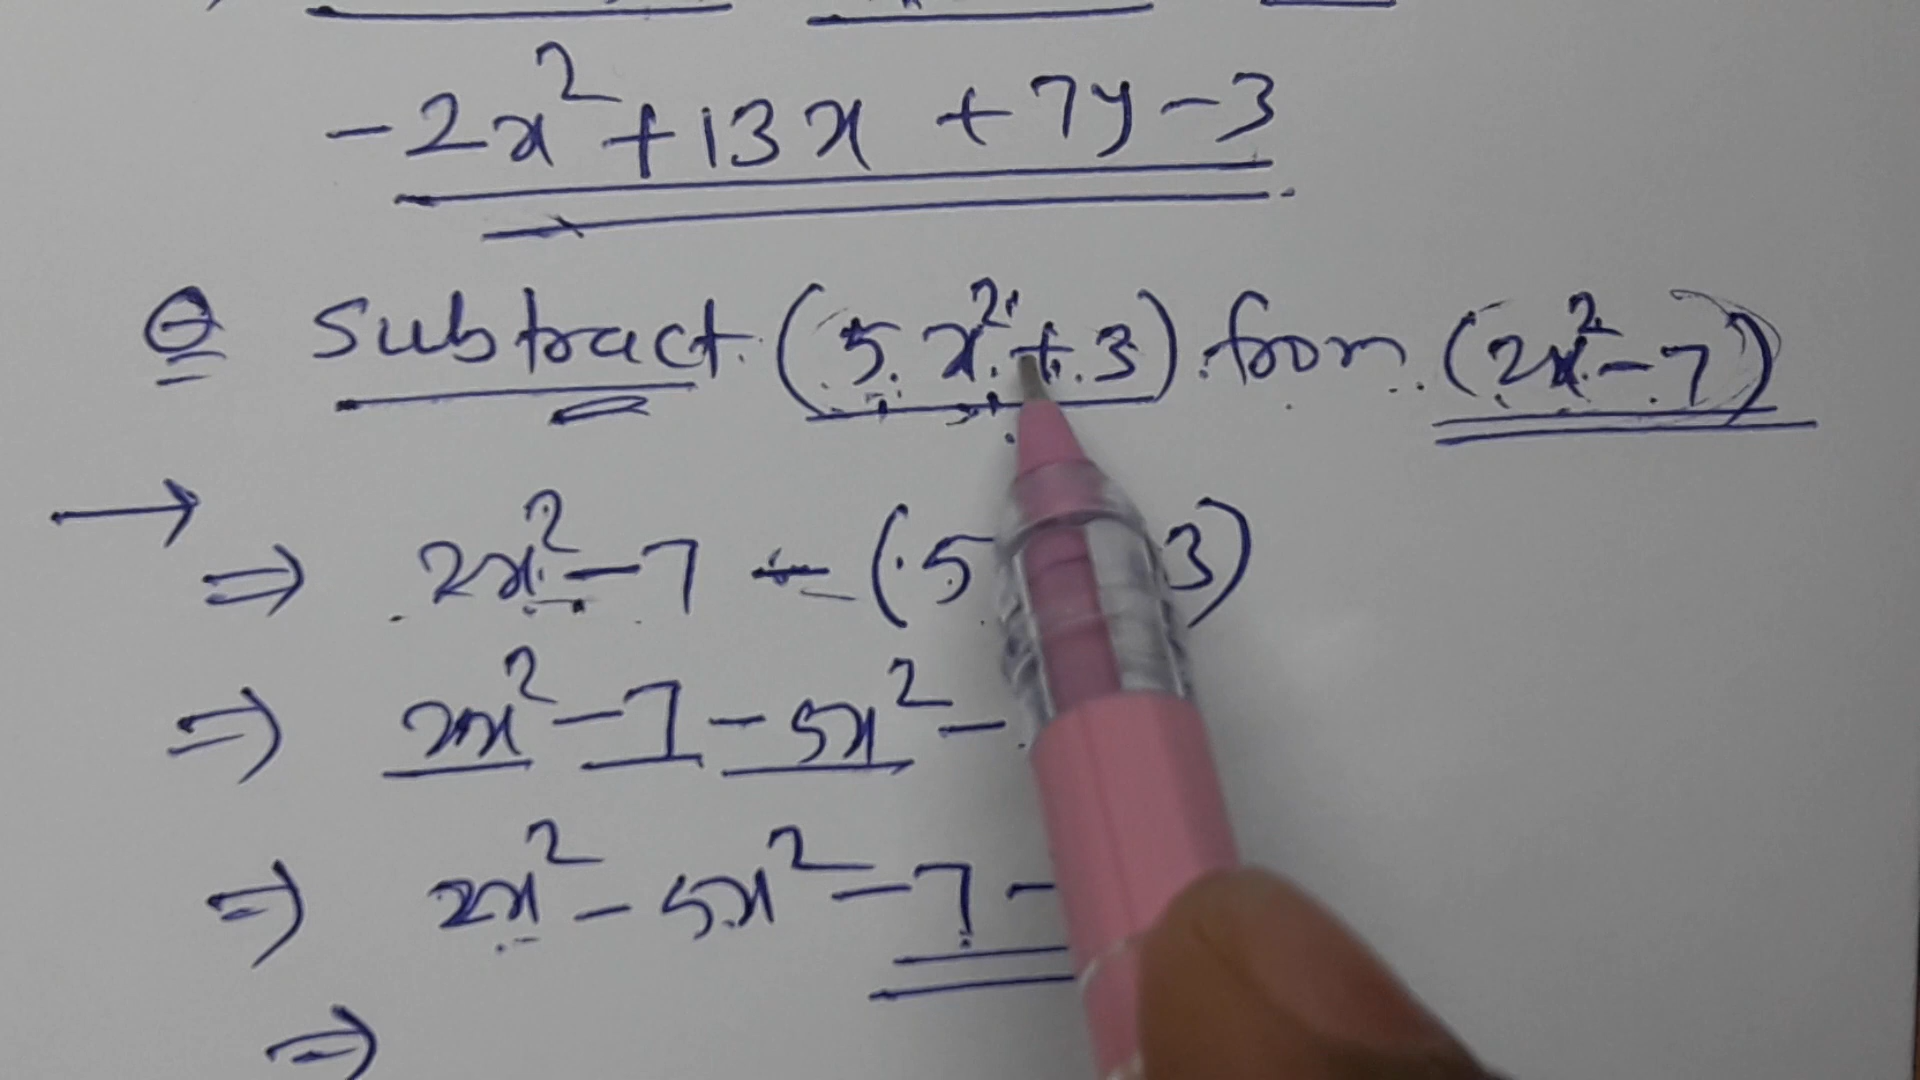 -2x²+13x +7y-3
Q Subtract (5x²+3) from (2x²-7)
→
⇒ 2x²-7 - (5 3)
⇒ 2x²-7-5x²-
⇒ 2x²-5x²-7-
⇒